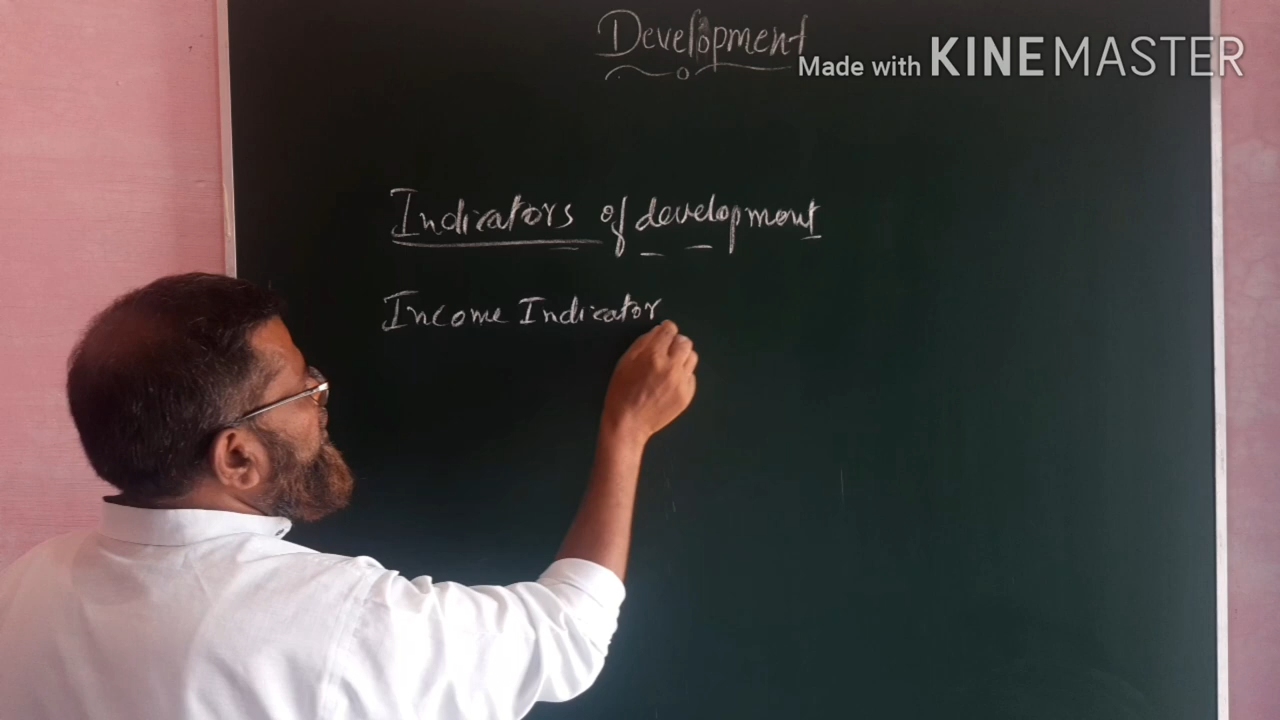 Development
Made with KINEMASTER
Indicators of development
Income Indicator